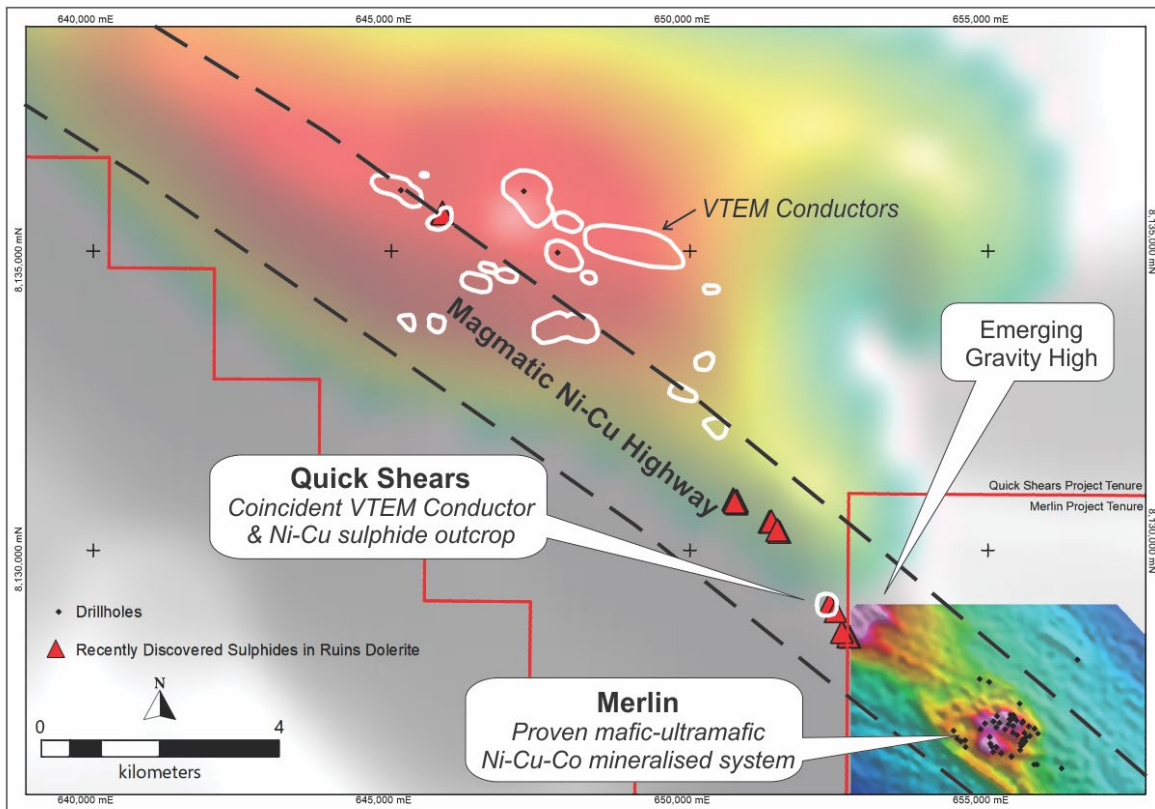 640,000 mE
645,000 mE
650,000 mE
655,000 mE
8,135,000 mN
8,135,000 mN
VTEM Conductors
Magmatic Ni-Cu Highway
Emerging
Gravity High
Quick Shears
Coincident VTEM Conductor
& Ni-Cu sulphide outcrop
Quick Shears Project Tenure
Merlin Project Tenure
8,130,000 mN
8,130,000 mN
Drillholes
Recently Discovered Sulphides in Ruins Dolerite
N
0
4
kilometers
Merlin
Proven mafic-ultramafic
Ni-Cu-Co mineralised system
640,000 mE
645,000 mE
650,000 mE
655,000 mE